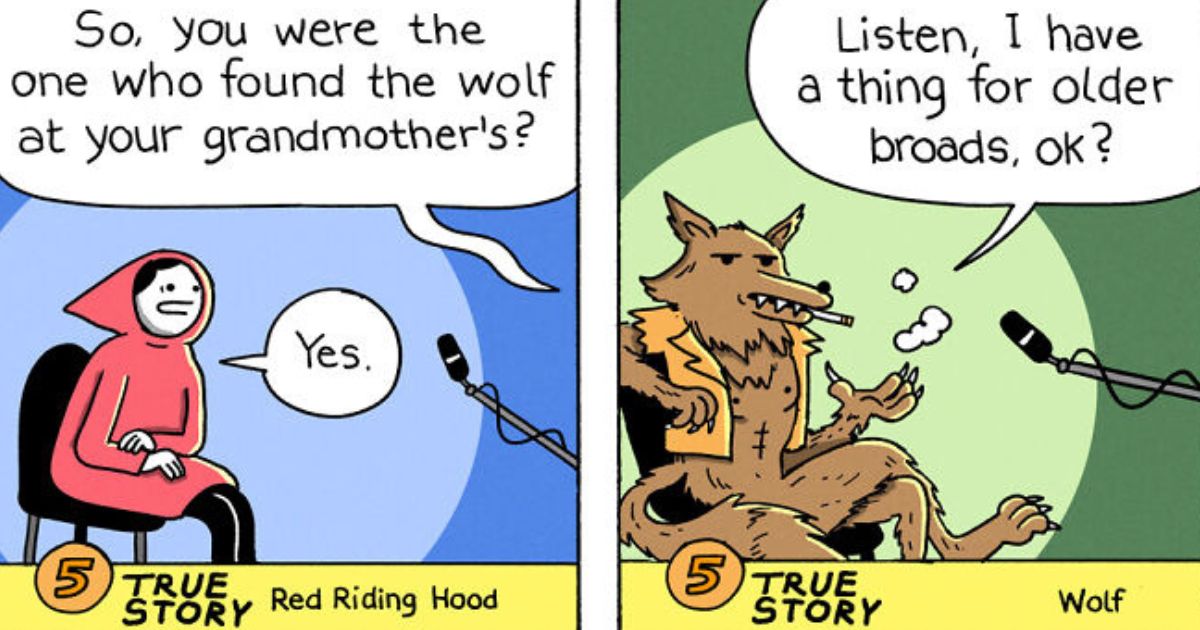 So, you were the
one who found the wolf
at your grandmother's?
Yes.
5 TRUE STORY Red Riding Hood
Listen, I have
a thing for older
broads, ok?
5 TRUE STORY Wolf